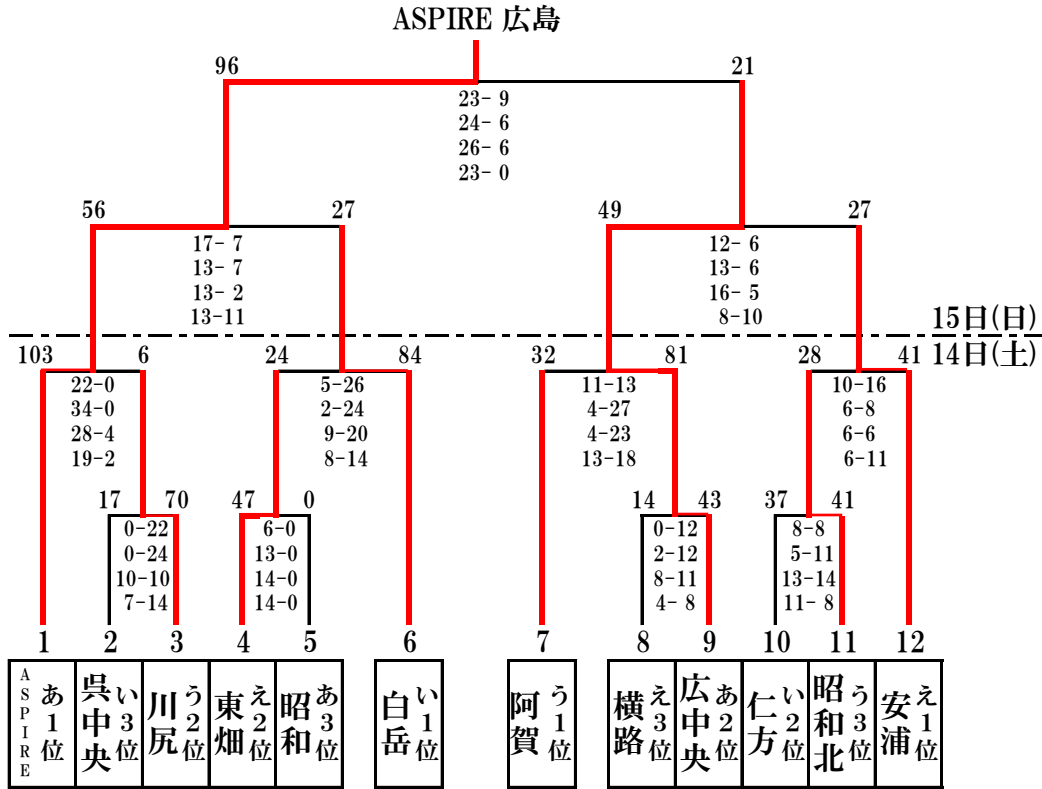 ASPIRE 広島
96 21
23- 9
24- 6
26- 6
23- 0
56 27 49 27
17- 7 12- 6
13- 7 13- 6
13- 2 16- 5
13-11 8-10
15日(日)
14日(土)
103 6 24 84 32 81 28 41
22-0 5-26 11-13 10-16
34-0 2-24 4-27 6-8
28-4 9-20 4-23 6-6
19-2 8-14 13-18 6-11
17 70 47 0 14 43 37 41
0-22 6-0 0-12 8-8
0-24 13-0 2-12 5-11
10-10 14-0 8-11 13-14
7-14 14-0 4- 8 11- 8
1 2 3 4 5 6 7 8 9 10 11 12
ASPIRE
あ1位
呉中央
い3位
川尻
う2位
東畑
え2位
昭和
あ3位
白岳
い1位
阿賀
う1位
横路
え3位
広中央
あ2位
仁方
い2位
昭和北
う3位
安浦
え1位